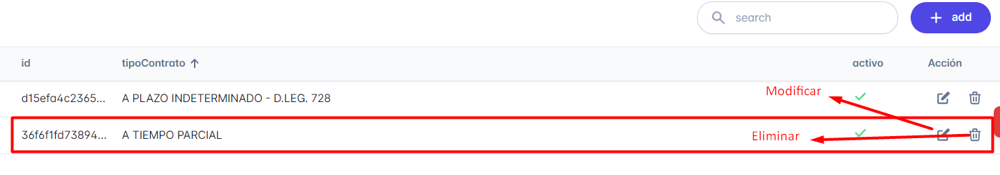 search
+ add
id tipoContrato ↑ activo Acción
d15efa4c2365... A PLAZO INDETERMINADO - D.LEG. 728
Modificar
36f6f1fd73894... A TIEMPO PARCIAL
Eliminar